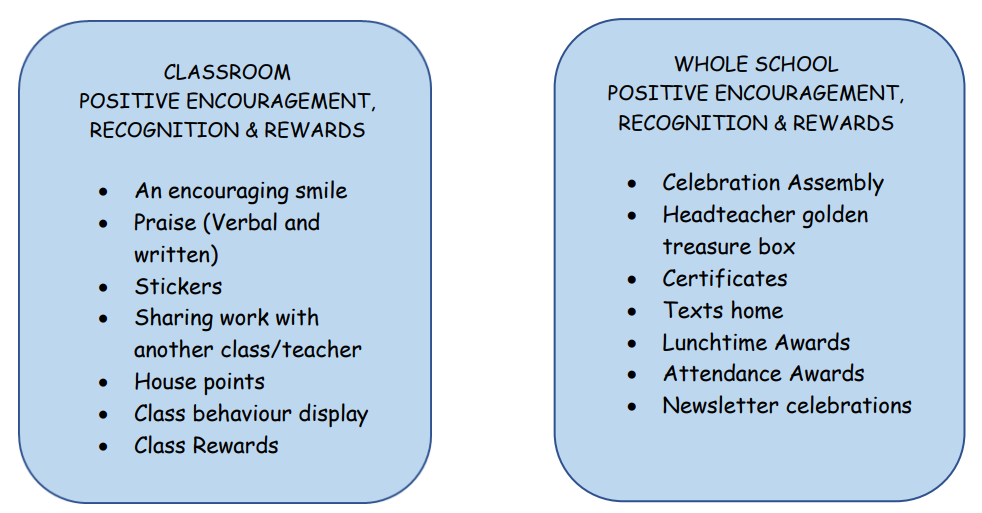 CLASSROOM
POSITIVE ENCOURAGEMENT,
RECOGNITION & REWARDS
• An encouraging smile
• Praise (Verbal and
written)
• Stickers
• Sharing work with
another class/teacher
• House points
• Class behaviour display
• Class Rewards
WHOLE SCHOOL
POSITIVE ENCOURAGEMENT,
RECOGNITION & REWARDS
• Celebration Assembly
• Headteacher golden
treasure box
• Certificates
• Texts home
• Lunchtime Awards
• Attendance Awards
• Newsletter celebrations